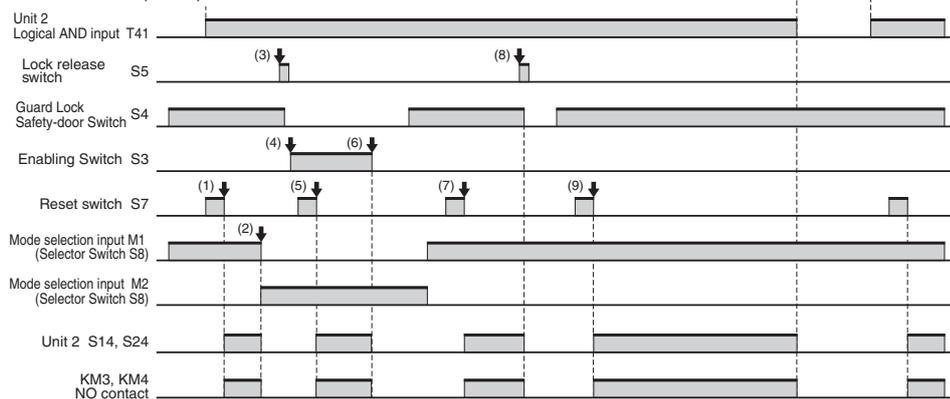 Unit 2
Logical AND input T41
(3)
(8)
Lock release
switch S5
Guard Lock
Safety-door Switch S4
(4)
(6)
Enabling Switch S3
(1)
(5)
(7)
(9)
Reset switch S7
(2)
Mode selection input M1
(Selector Switch S8)
Mode selection input M2
(Selector Switch S8)
Unit 2 S14, S24
KM3, KM4
NO contact